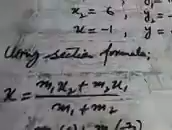 x₂ = 6, y₂ =
x = -1, y =
Using section formula;
x = m₁x₂ + m₂x₁ / m₁ + m₂